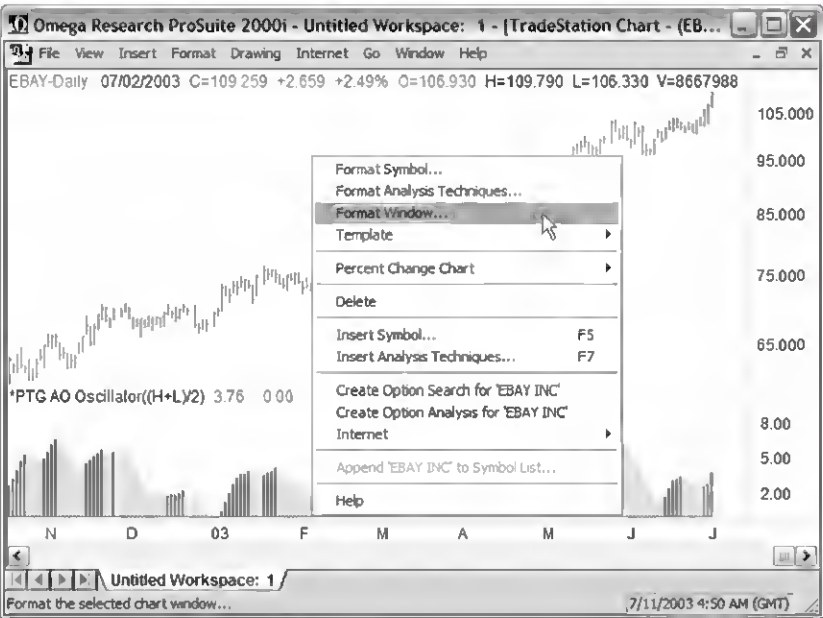 Omega Research ProSuite 2000i - Untitled Workspace: 1 - [TradeStation Chart - (EB...
File View Insert Format Drawing Internet Go Window Help
EBAY-Daily 07/02/2003 C=109.259 +2.659 +2.49% O=106.930 H=109.790 L=106.330 V=8667988
105.000
95.000
85.000
75.000
65.000
Format Symbol...
Format Analysis Techniques...
Format Window...
Template
Percent Change Chart
Delete
Insert Symbol... F5
Insert Analysis Techniques... F7
Create Option Search for 'EBAY INC'
Create Option Analysis for 'EBAY INC'
Internet
Append 'EBAY INC' to Symbol List...
Help
*PTG AO Oscillator((H+L)/2) 3.76 0.00
8.00
5.00
2.00
N D 03 F M A M J J
Untitled Workspace: 1
Format the selected chart window... 7/11/2003 4:50 AM (GMT)